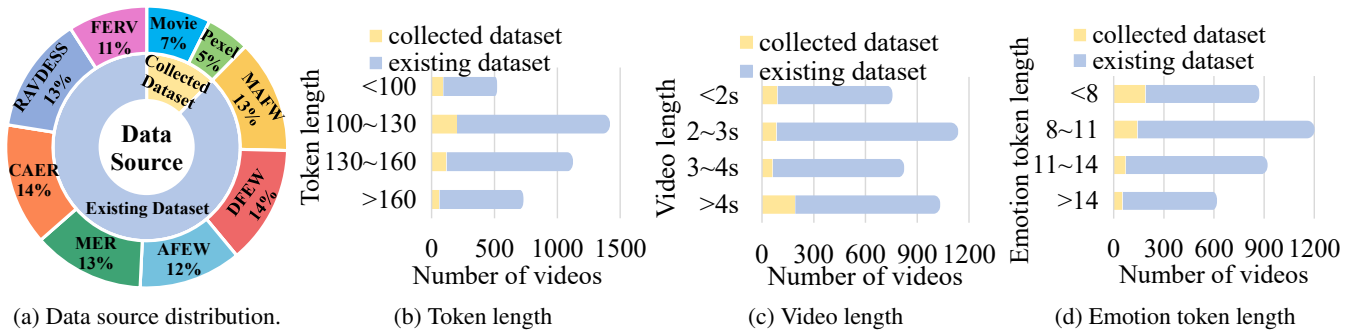 FERV
11%
Movie
7%
Pexel
5%
MAFW
13%
DFEW
14%
AFEW
12%
MER
13%
CAER
14%
RAVDESS
13%
Collected
Dataset
Data
Source
Existing Dataset
(a) Data source distribution.
collected dataset
existing dataset
Token length
<100
100~130
130~160
>160
0 500 1000 1500
Number of videos
(b) Token length
collected dataset
existing dataset
Video length
<2s
2~3s
3~4s
>4s
0 300 600 900 1200
Number of videos
(c) Video length
collected dataset
existing dataset
Emotion token length
<8
8~11
11~14
>14
0 300 600 900 1200
Number of videos
(d) Emotion token length